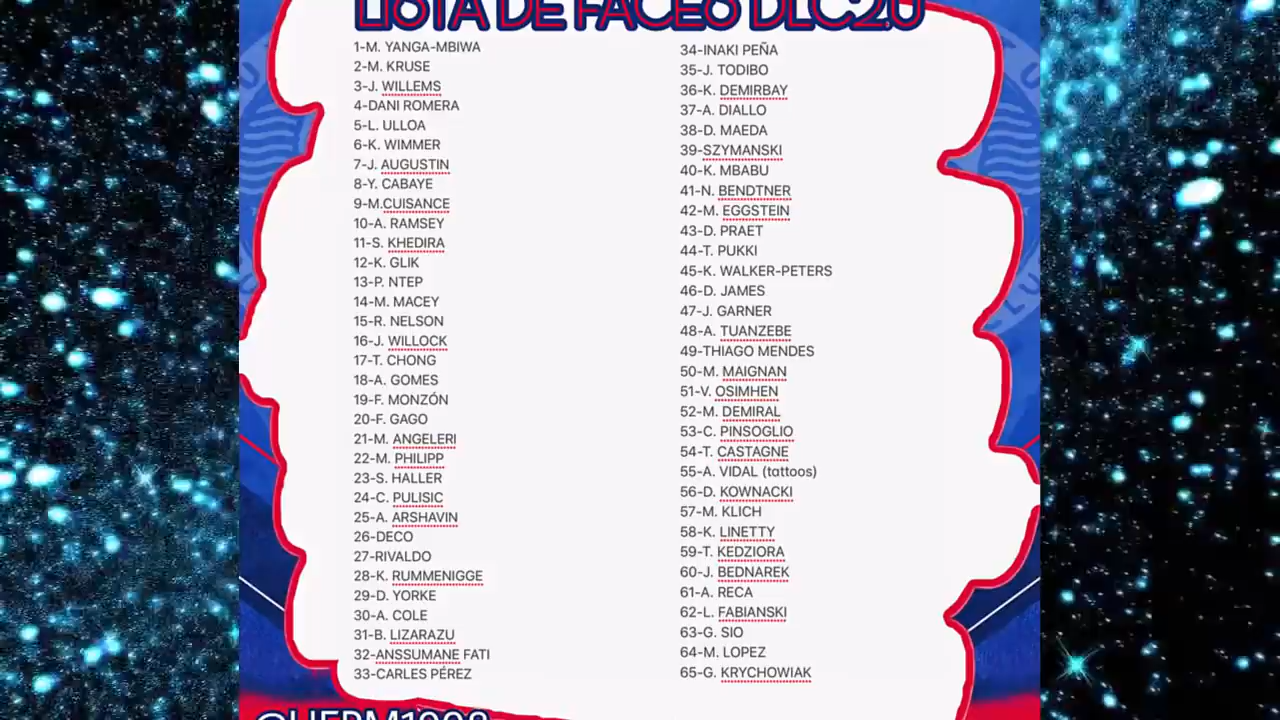 LISTA DE FACES DLC2.0
1-M. YANGA-MBIWA
2-M. KRUSE
3-J. WILLEMS
4-DANI ROMERA
5-L. ULLOA
6-K. WIMMER
7-J. AUGUSTIN
8-Y. CABAYE
9-M.CUISANCE
10-A. RAMSEY
11-S. KHEDIRA
12-K. GLIK
13-P. NTEP
14-M. MACEY
15-R. NELSON
16-J. WILLOCK
17-T. CHONG
18-A. GOMES
19-F. MONZÓN
20-F. GAGO
21-M. ANGELERI
22-M. PHILIPP
23-S. HALLER
24-C. PULISIC
25-A. ARSHAVIN
26-DECO
27-RIVALDO
28-K. RUMMENIGGE
29-D. YORKE
30-A. COLE
31-B. LIZARAZU
32-ANSSUMANE FATI
33-CARLES PÉREZ
34-INAKI PEÑA
35-J. TODIBO
36-K. DEMIRBAY
37-A. DIALLO
38-D. MAEDA
39-SZYMANSKI
40-K. MBABU
41-N. BENDTNER
42-M. EGGSTEIN
43-D. PRAET
44-T. PUKKI
45-K. WALKER-PETERS
46-D. JAMES
47-J. GARNER
48-A. TUANZEBE
49-THIAGO MENDES
50-M. MAIGNAN
51-V. OSIMHEN
52-M. DEMIRAL
53-C. PINSOGLIO
54-T. CASTAGNE
55-A. VIDAL (tattoos)
56-D. KOWNACKI
57-M. KLICH
58-K. LINETTY
59-T. KEDZIORA
60-J. BEDNAREK
61-A. RECA
62-L. FABIANSKI
63-G. SIO
64-M. LOPEZ
65-G. KRYCHOWIAK